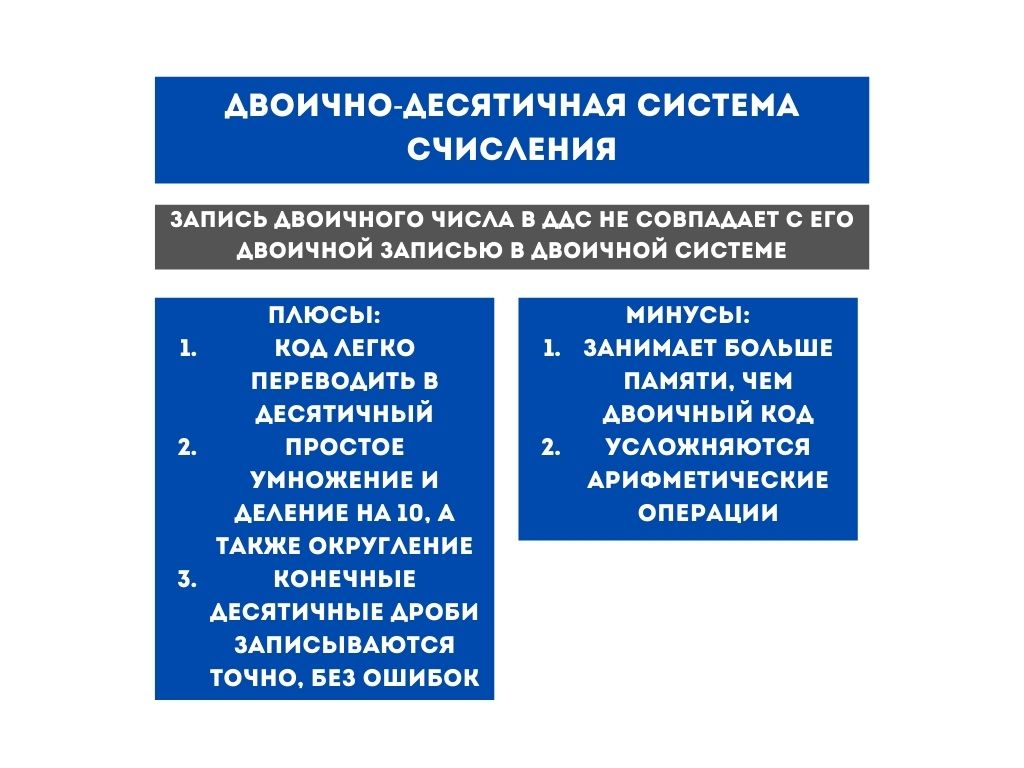 ДВОИЧНО-ДЕСЯТИЧНАЯ СИСТЕМА
СЧИСЛЕНИЯ
ЗАПИСЬ ДВОИЧНОГО ЧИСЛА В ДДС НЕ СОВПАДАЕТ С ЕГО
ДВОИЧНОЙ ЗАПИСЬЮ В ДВОИЧНОЙ СИСТЕМЕ
ПЛЮСЫ:
1. КОД ЛЕГКО
ПЕРЕВОДИТЬ В
ДЕСЯТИЧНЫЙ
2. ПРОСТОЕ
УМНОЖЕНИЕ И
ДЕЛЕНИЕ НА 10, А
ТАКЖЕ ОКРУГЛЕНИЕ
3. КОНЕЧНЫЕ
ДЕСЯТИЧНЫЕ ДРОБИ
ЗАПИСЫВАЮТСЯ
ТОЧНО, БЕЗ ОШИБОК
МИНУСЫ:
1. ЗАНИМАЕТ БОЛЬШЕ
ПАМЯТИ, ЧЕМ
ДВОИЧНЫЙ КОД
2. УСЛОЖНЯЮТСЯ
АРИФМЕТИЧЕСКИЕ
ОПЕРАЦИИ